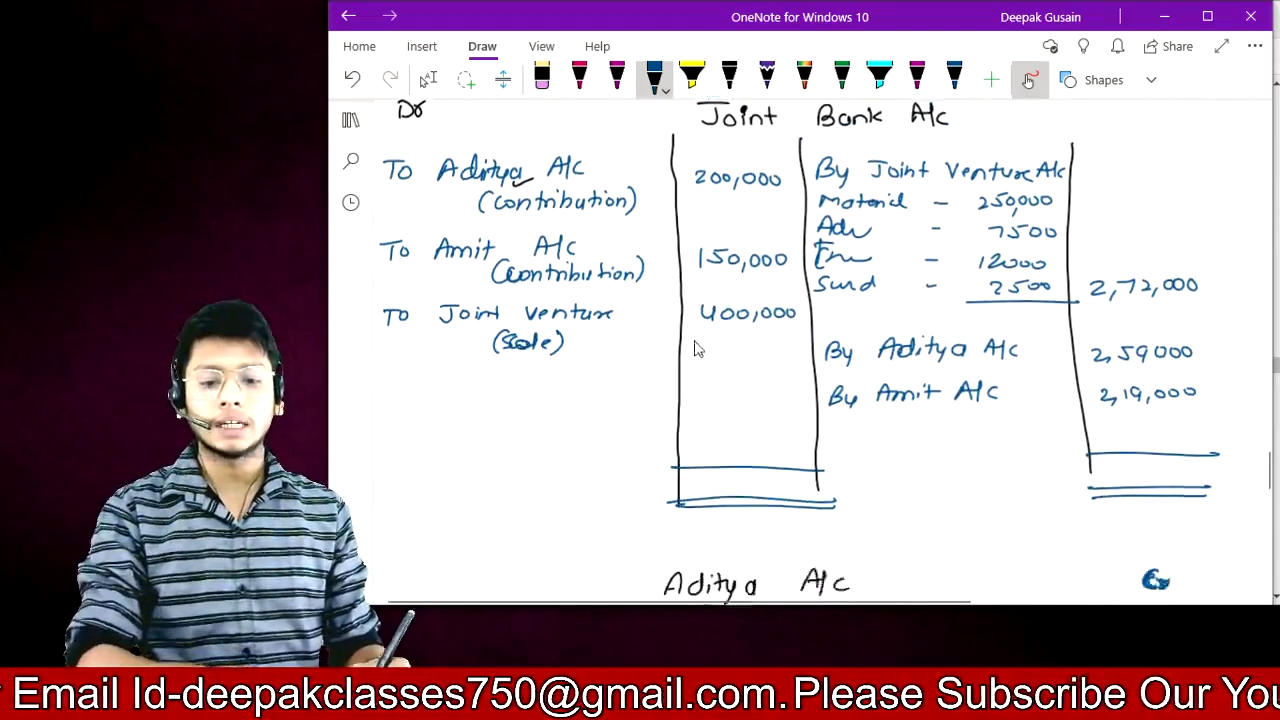 OneNote for Windows 10
Deepak Gusain
Home Insert Draw View Help
Share
Shapes
Dr
Joint Bank A/c
To Aditya A/c 200,000
(Contribution)
To Amit A/c 150,000
(Contribution)
To Joint Venture 400,000
(Sale)
By Joint Venture A/c
Material - 250,000
Adv - 7500
- 12000
Sund - 2500 2,72,000
By Aditya A/c 2,59000
By Amit A/c 2,19,000
Aditya A/c
Email Id-deepakclasses750@gmail.com. Please Subscribe Our You